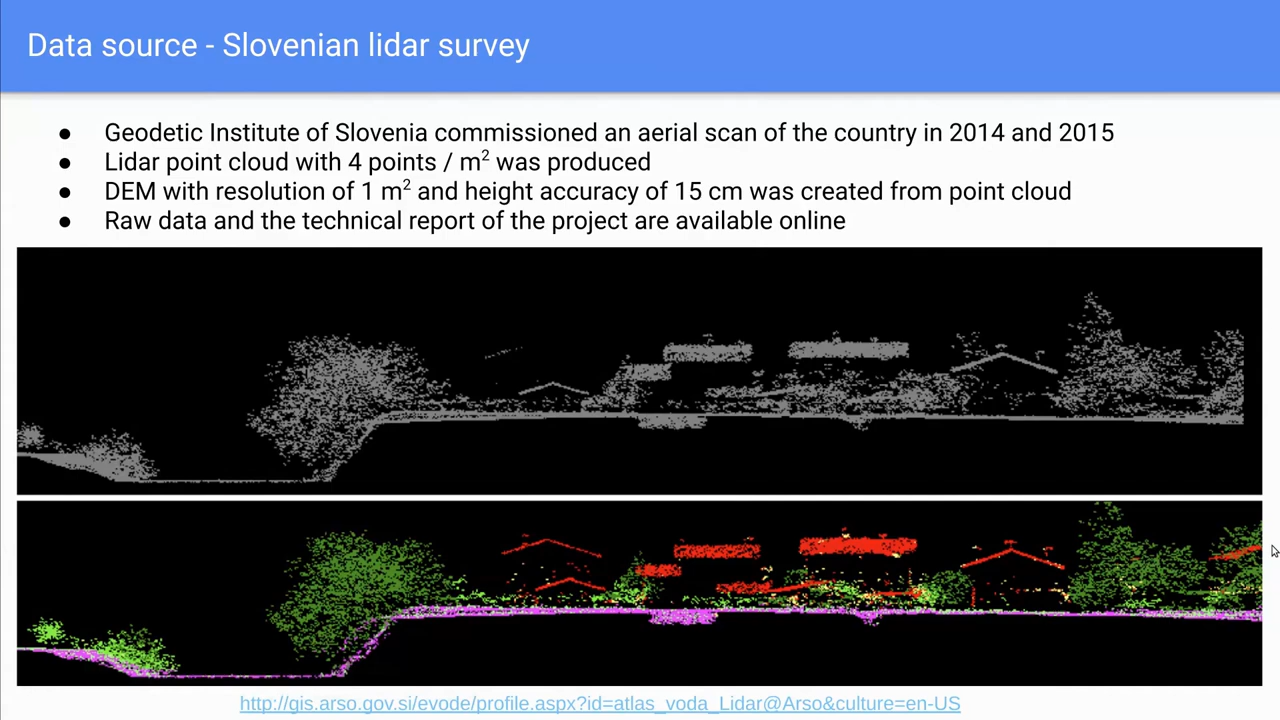 Data source - Slovenian lidar survey
● Geodetic Institute of Slovenia commissioned an aerial scan of the country in 2014 and 2015
● Lidar point cloud with 4 points / m² was produced
● DEM with resolution of 1 m² and height accuracy of 15 cm was created from point cloud
● Raw data and the technical report of the project are available online
http://gis.arso.gov.si/evode/profile.aspx?id=atlas_voda_Lidar@Arso&culture=en-US